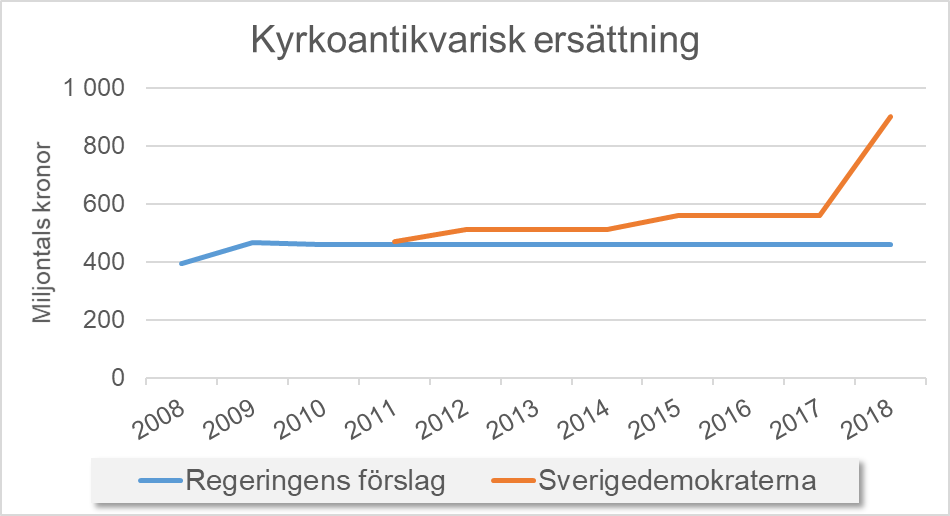 Kyrkoantikvarisk ersättning
Miljontals kronor
1 000
800
600
400
200
0
2008 2009 2010 2011 2012 2013 2014 2015 2016 2017 2018
Regeringens förslag Sverigedemokraterna